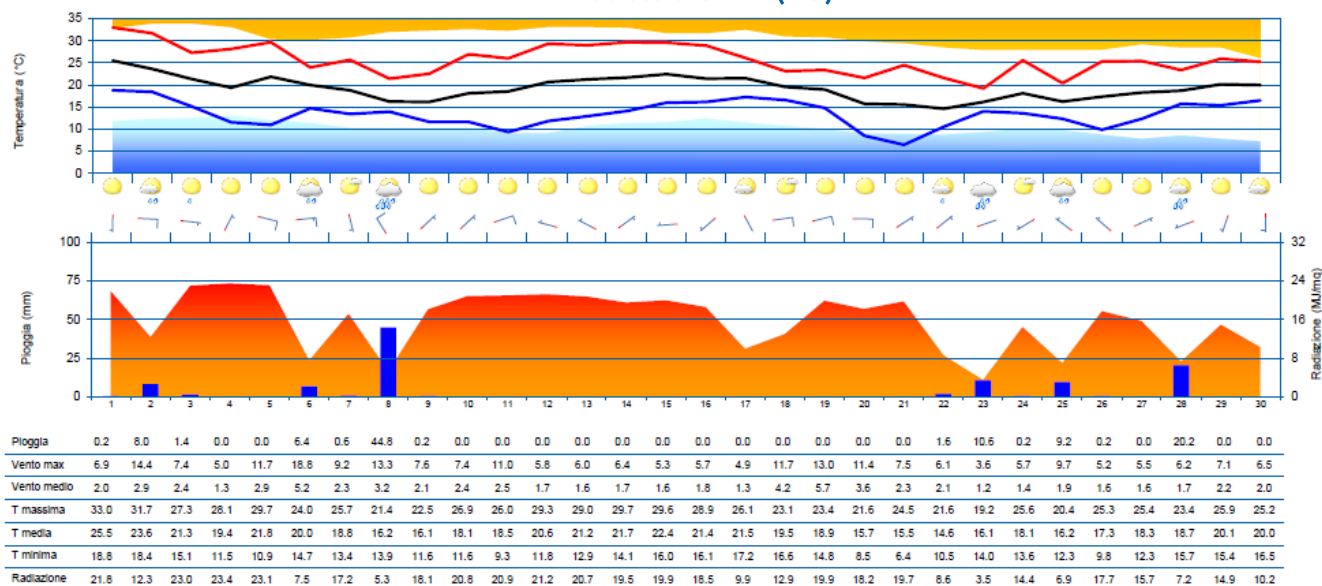 35
30
25
20
15
10
5
0
Temperatura (°C)
100
75
50
25
0
Pioggia (mm)
32
24
16
8
0
Radiazione (MJ/mq)
1 2 3 4 5 6 7 8 9 10 11 12 13 14 15 16 17 18 19 20 21 22 23 24 25 26 27 28 29 30
Pioggia 0.2 8.0 1.4 0.0 0.0 6.4 0.6 44.8 0.2 0.0 0.0 0.0 0.0 0.0 0.0 0.0 0.0 0.0 0.0 0.0 0.0 1.6 10.6 0.2 9.2 0.2 0.0 20.2 0.0 0.0
Vento max 6.9 14.4 7.4 5.0 11.7 18.8 9.2 13.3 7.6 7.4 11.0 5.8 6.0 6.4 5.3 5.7 4.9 11.7 13.0 11.4 7.5 6.1 3.6 5.7 9.7 5.2 5.5 6.2 7.1 6.5
Vento medio 2.0 2.9 2.4 1.3 2.9 5.2 2.3 3.2 2.1 2.4 2.5 1.7 1.6 1.7 1.6 1.8 1.3 4.2 5.7 3.6 2.3 2.1 1.2 1.4 1.9 1.6 1.6 1.7 2.2 2.0
T massima 33.0 31.7 27.3 28.1 29.7 24.0 25.7 21.4 22.5 26.9 26.0 29.3 29.0 29.7 29.6 28.9 26.1 23.1 23.4 21.6 24.5 21.6 19.2 25.6 20.4 25.3 25.4 23.4 25.9 25.2
T media 25.5 23.6 21.3 19.4 21.8 20.0 18.8 16.2 16.1 18.1 18.5 20.6 21.2 21.7 22.4 21.4 21.5 19.5 18.9 15.7 15.5 14.6 16.1 18.1 16.2 17.3 18.3 18.7 20.1 20.0
T minima 18.8 18.4 15.1 11.5 10.9 14.7 13.4 13.9 11.6 11.6 9.3 11.8 12.9 14.1 16.0 16.1 17.2 16.6 14.8 8.5 6.4 10.5 14.0 13.6 12.3 9.8 12.3 15.7 15.4 16.5
Radiazione 21.8 12.3 23.0 23.4 23.1 7.5 17.2 5.3 18.1 20.8 20.9 21.2 20.7 19.5 19.9 18.5 9.9 12.9 19.9 18.2 19.7 8.6 3.5 14.4 6.9 17.7 15.7 7.2 14.9 10.2